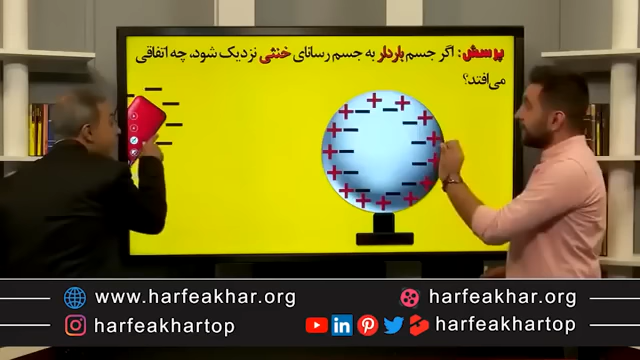 پرسش: اگر جسم باردار به جسم رسانای خنثی نزدیک شود، چه اتفاقی
می‌افتد؟
www.harfeakhar.org
harfeakhar.org
harfeakhartop
harfeakhartop